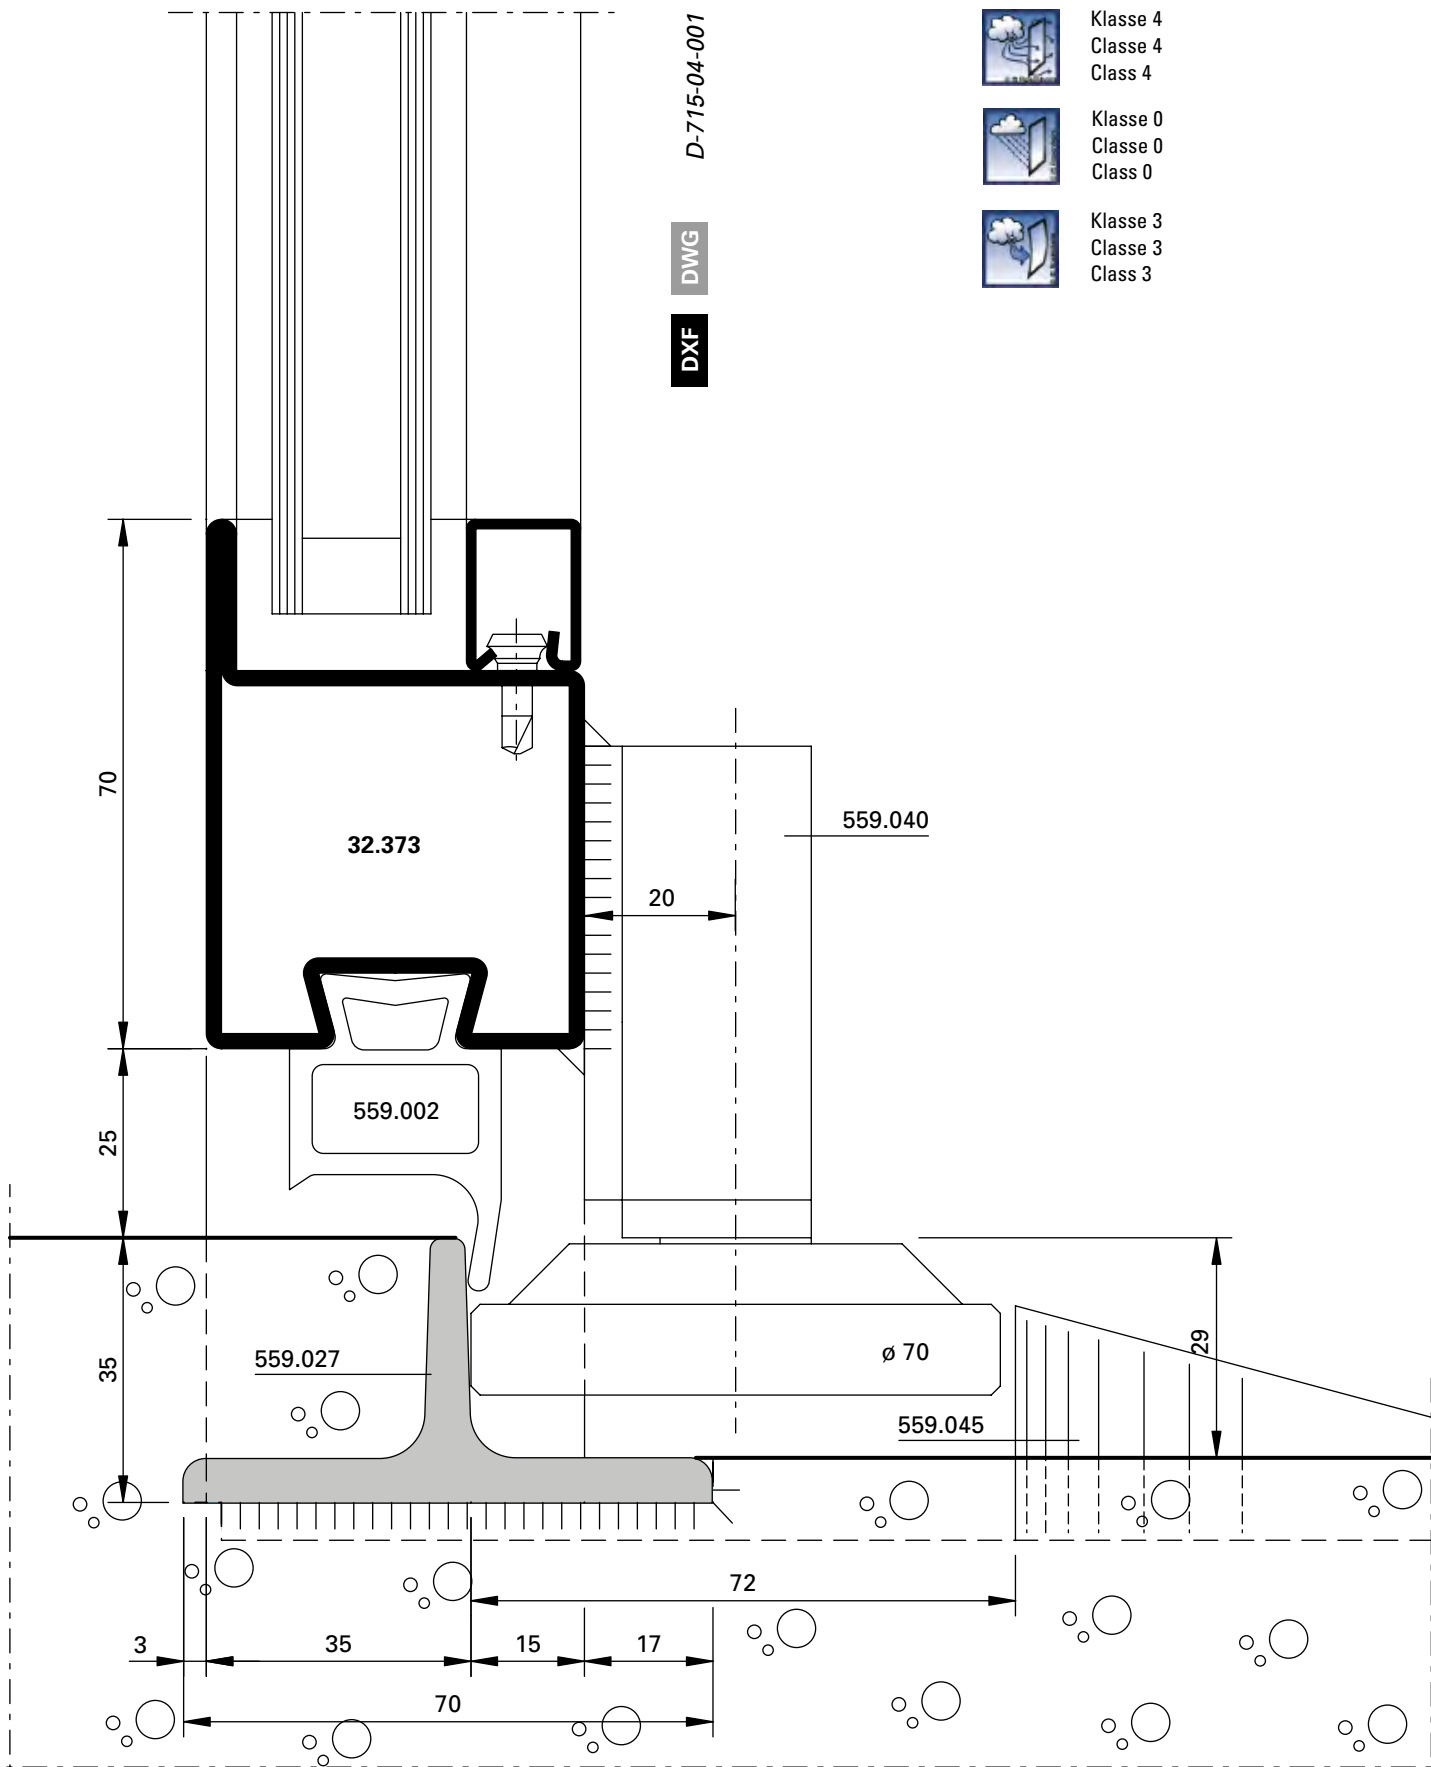 D-715-04-001
DWG
DXF
Klasse 4
Classe 4
Class 4
Klasse 0
Classe 0
Class 0
Klasse 3
Classe 3
Class 3
70
32.373
559.040
20
559.002
25
35
559.027
ø 70
29
559.045
72
3
35
15
17
70